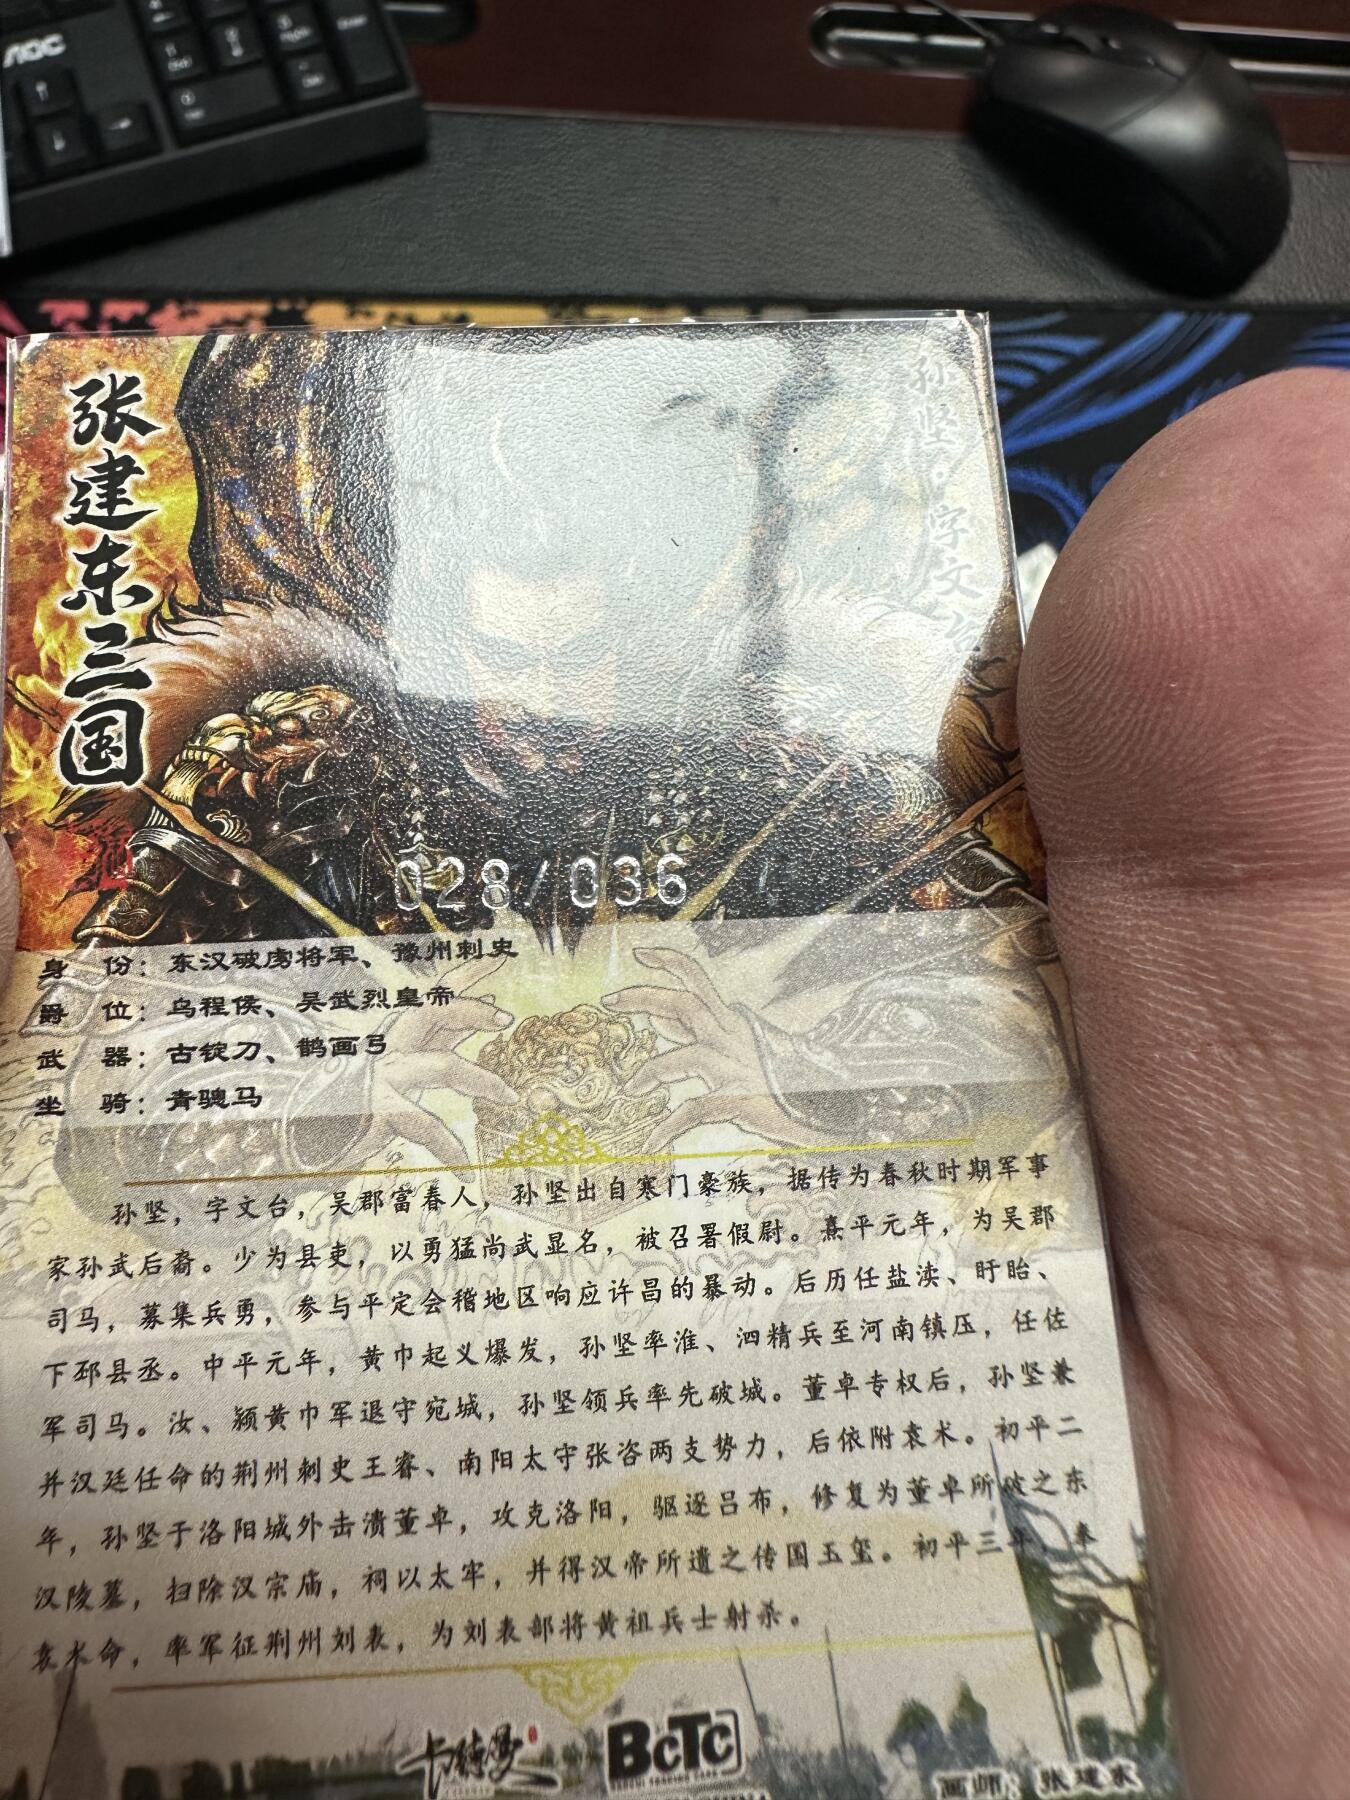 AOC
张建东三国
孙坚·字文台
028/036
身 份：东汉破虏将军、豫州刺史
爵 位：乌程侯、吴武烈皇帝
武 器：古锭刀、鹊画弓
坐 骑：青骢马
孙坚，字文台，吴郡富春人，孙坚出自寒门豪族，据传为春秋时期军事
家孙武后裔。少为县吏，以勇猛尚武显名，被召署假尉。熹平元年，为吴郡
司马，募集兵勇，参与平定会稽地区响应许昌的暴动。后历任盐渎、盱眙、
下邳县丞。中平元年，黄巾起义爆发，孙坚率淮、泗精兵至河南镇压，任佐
军司马。汝、颍黄巾军退守宛城，孙坚领兵率先破城。董卓专权后，孙坚兼
并汉廷任命的荆州刺史王睿、南阳太守张咨两支势力，后依附袁术。初平二
年，孙坚于洛阳城外击溃董卓，攻克洛阳，驱逐吕布，修复为董卓所破之东
汉陵墓，扫除汉宗庙，祠以太牢，并得汉帝所遗之传国玉玺。初平三年，奉
袁术命，率军征荆州刘表，为刘表部将黄祖兵士射杀。
卡德曼
BCTC
画师：张建东